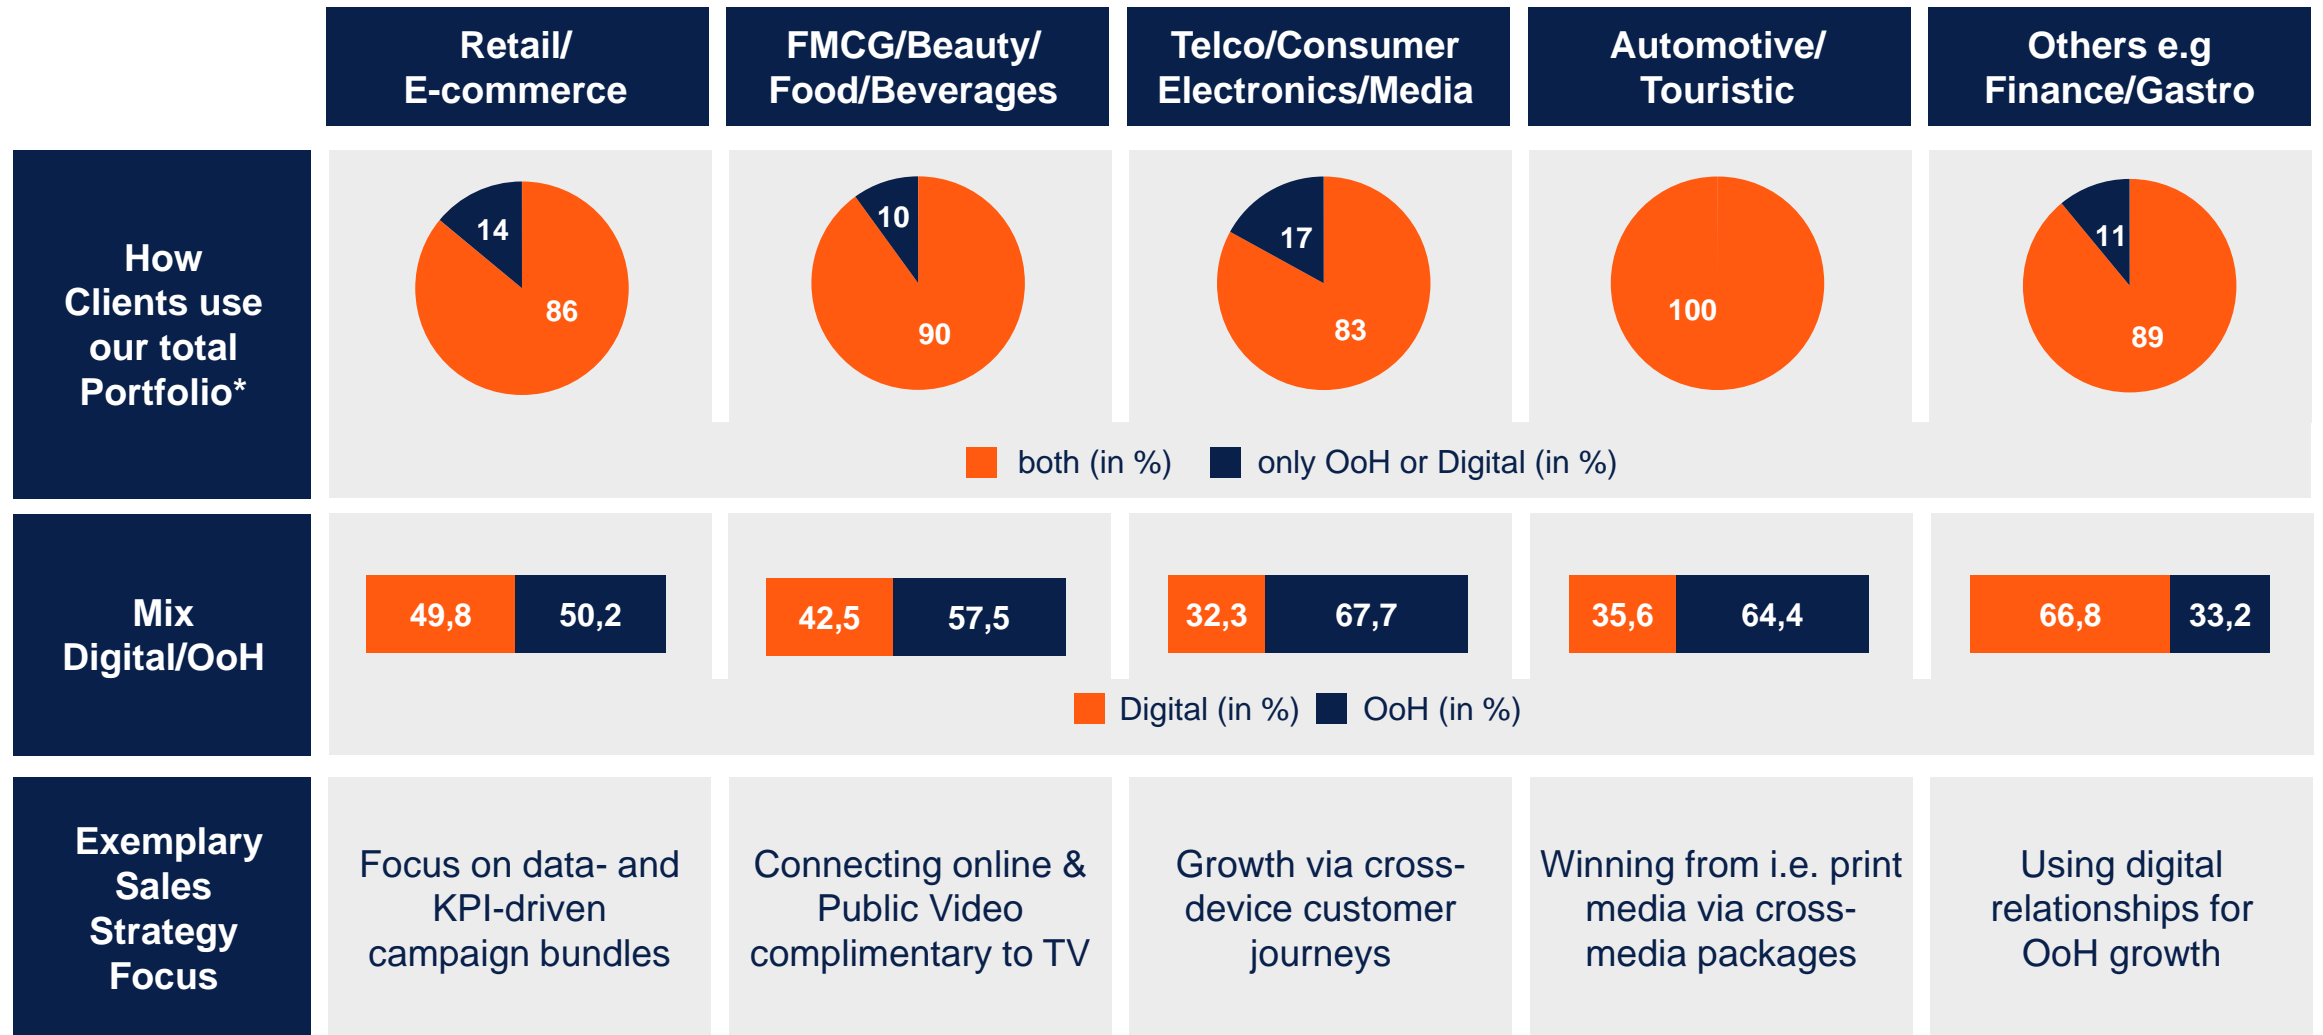 Retail/
E-commerce
FMCG/Beauty/
Food/Beverages
Telco/Consumer
Electronics/Media
Automotive/
Touristic
Others e.g
Finance/Gastro
How
Clients use
our total
Portfolio*
14
86
10
90
17
83
100
11
89
both (in %)
only OoH or Digital (in %)
Mix
Digital/OoH
49,8
50,2
42,5
57,5
32,3
67,7
35,6
64,4
66,8
33,2
Digital (in %)
OoH (in %)
Exemplary
Sales
Strategy
Focus
Focus on data- and
KPI-driven
campaign bundles
Connecting online &
Public Video
complimentary to TV
Growth via cross-
device customer
journeys
Winning from i.e. print
media via cross-
media packages
Using digital
relationships for
OoH growth